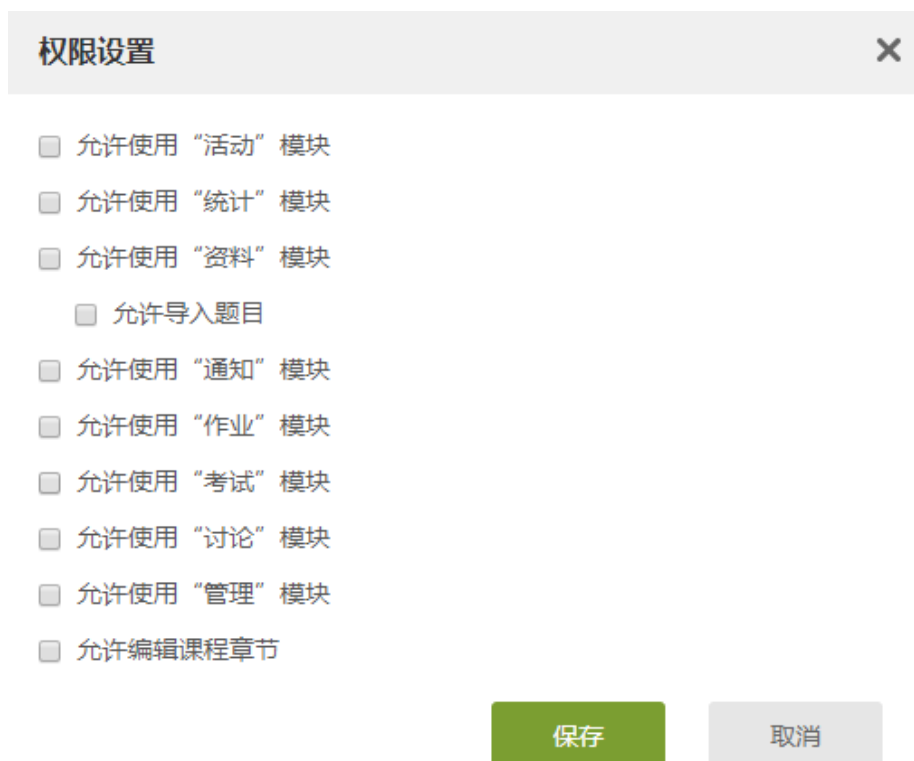 权限设置
允许使用“活动”模块
允许使用“统计”模块
允许使用“资料”模块
允许导入题目
允许使用“通知”模块
允许使用“作业”模块
允许使用“考试”模块
允许使用“讨论”模块
允许使用“管理”模块
允许编辑课程章节
保存 取消